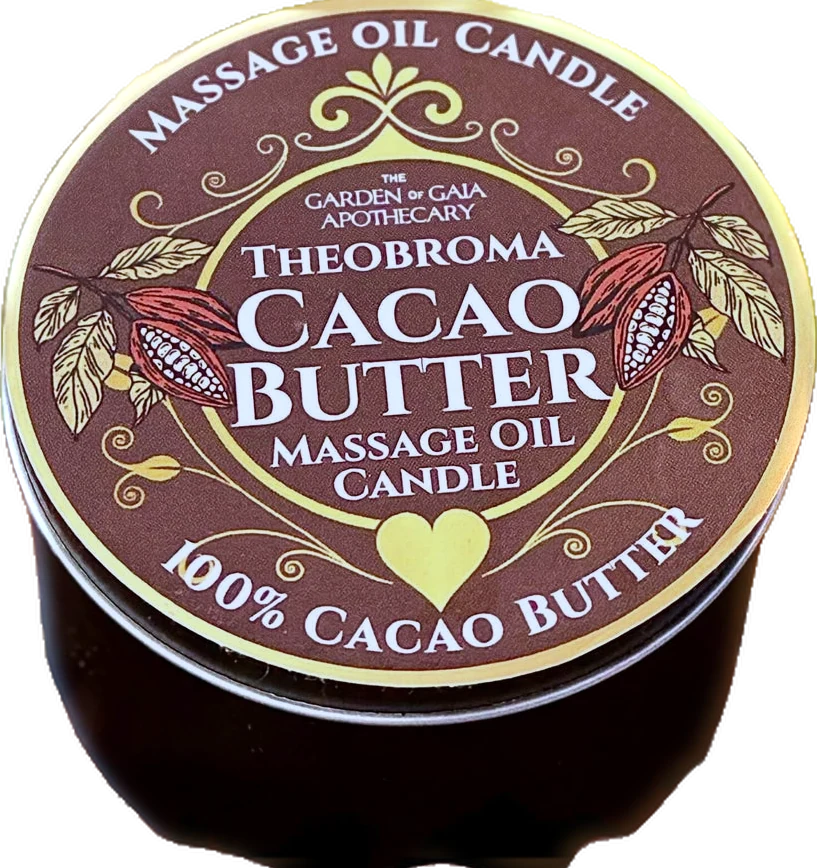 MASSAGE OIL CANDLE
THE
GARDEN OF GAIA
APOTHECARY
THEOBROMA
CACAO
BUTTER
MASSAGE OIL
CANDLE
100% CACAO BUTTER